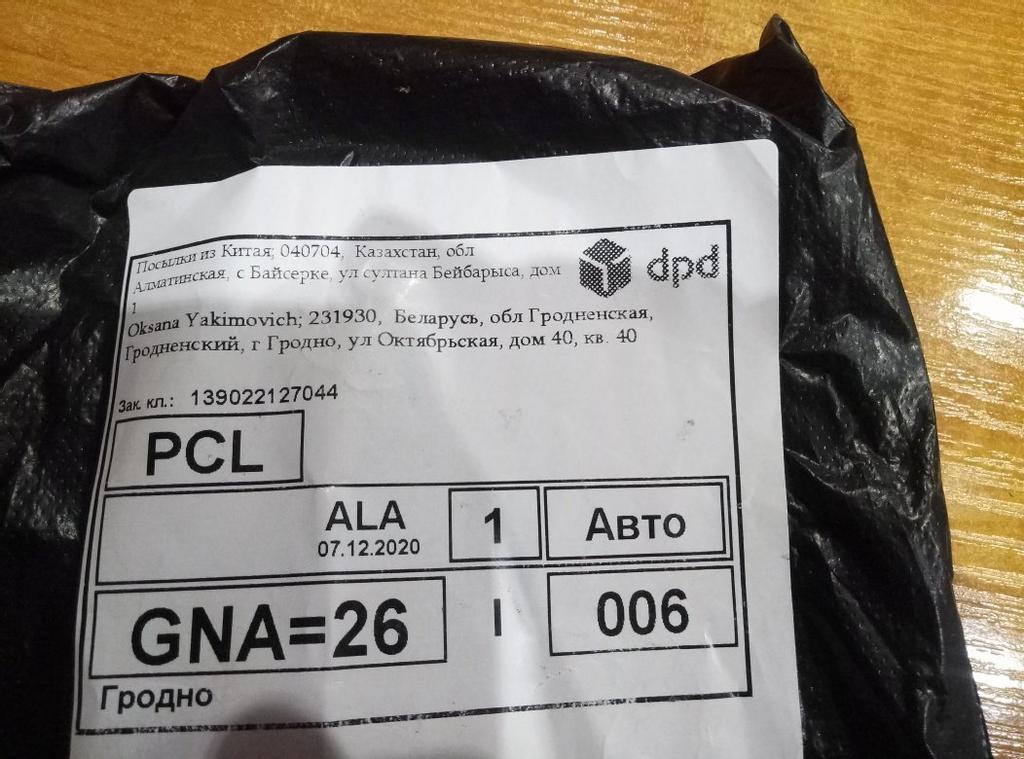 Посылки из Китая; 040704, Казахстан, обл
Алматинская, с Байсерке, ул султана Бейбарыса, дом
1
dpd
Oksana Yakimovich; 231930, Беларусь, обл Гродненская,
Гродненский, г Гродно, ул Октябрьская, дом 40, кв. 40
Зак. кл.: 139022127044
PCL
ALA 1 Авто
07.12.2020
GNA=26 I 006
Гродно